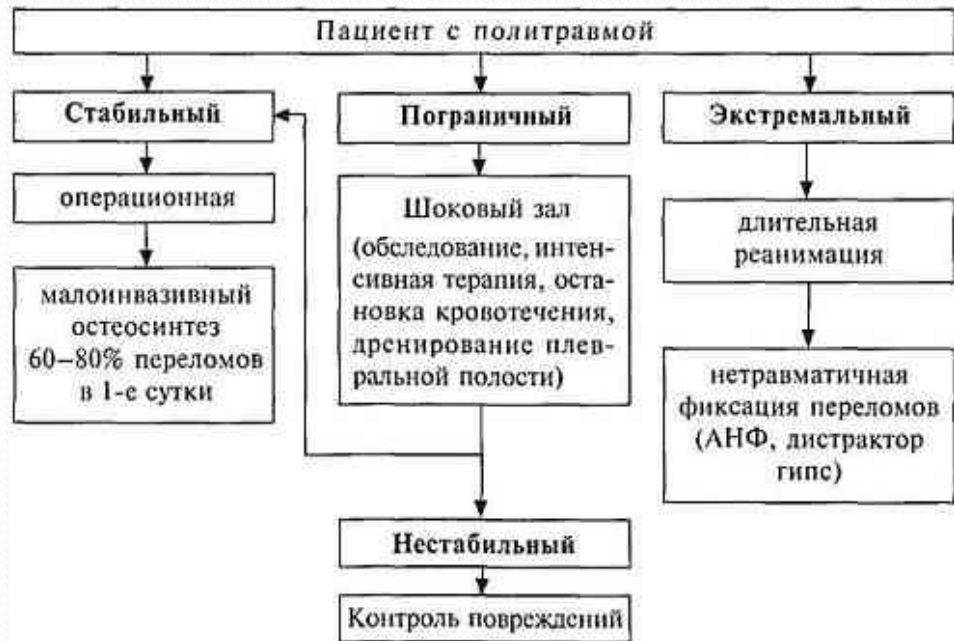 Пациент с политравмой
Стабильный
операционная
малоинвазивный
остеосинтез
60–80% переломов
в 1-е сутки
Пограничный
Шоковый зал
(обследование, интен-
сивная терапия, оста-
новка кровотечения,
дренирование плев-
ральной полости)
Нестабильный
Контроль повреждений
Экстремальный
длительная
реанимация
нетравматичная
фиксация переломов
(АНФ, дистрактор
гипс)